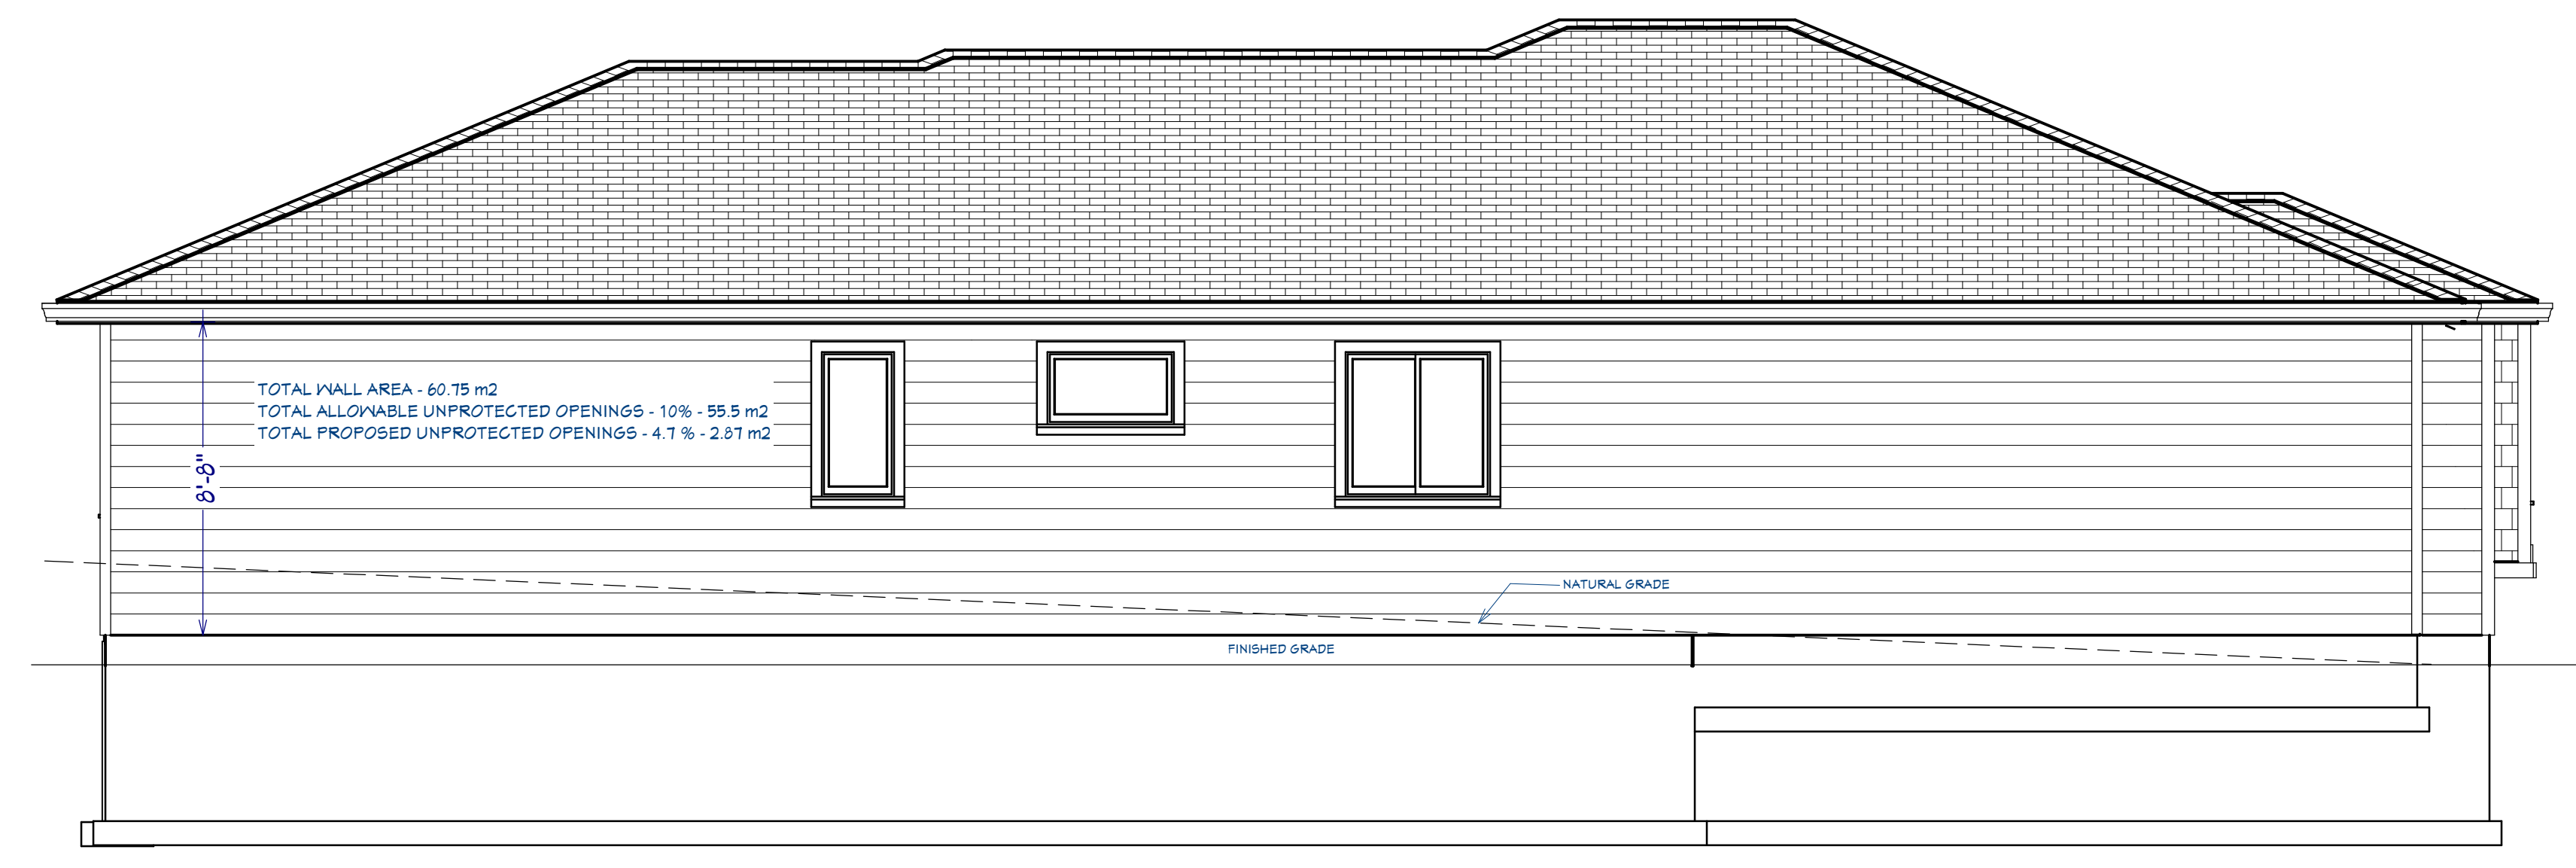 TOTAL WALL AREA - 60.75 m2
TOTAL ALLOWABLE UNPROTECTED OPENINGS - 10% - 55.5 m2
TOTAL PROPOSED UNPROTECTED OPENINGS - 4.7 % - 2.87 m2
8'-8"
NATURAL GRADE
FINISHED GRADE